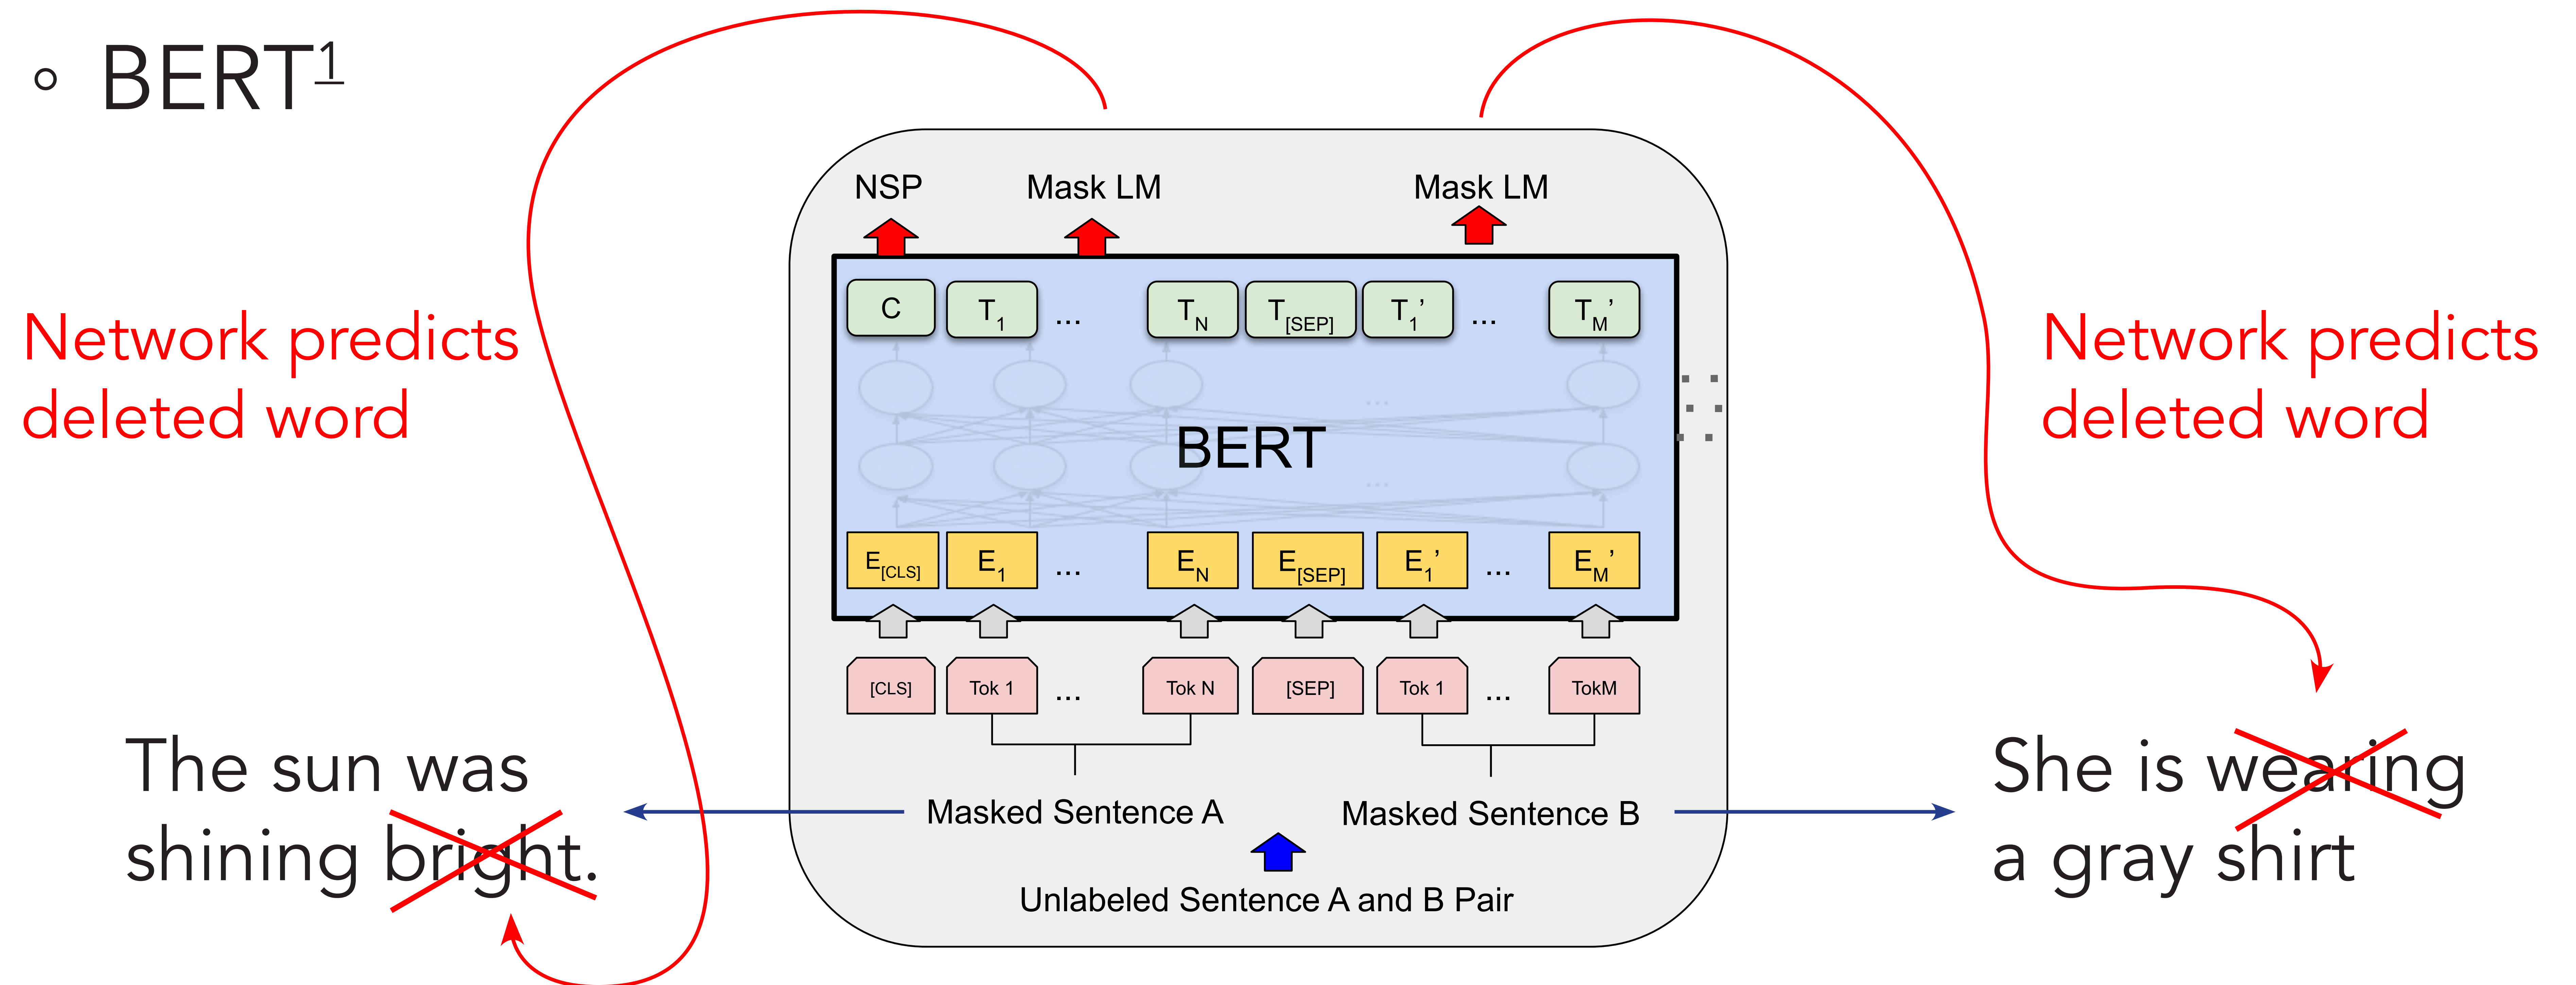 ◦ BERT1
NSP Mask LM Mask LM
C T1 ... TN T[SEP] T1’ ... TM’
Network predicts
deleted word
Network predicts
deleted word
...
BERT
...
E[CLS] E1 ... EN E[SEP] E1’ ... EM’
[CLS] Tok 1 ... Tok N [SEP] Tok 1 ... TokM
The sun was
shining bright.
Masked Sentence A Masked Sentence B
She is wearing
a gray shirt
Unlabeled Sentence A and B Pair